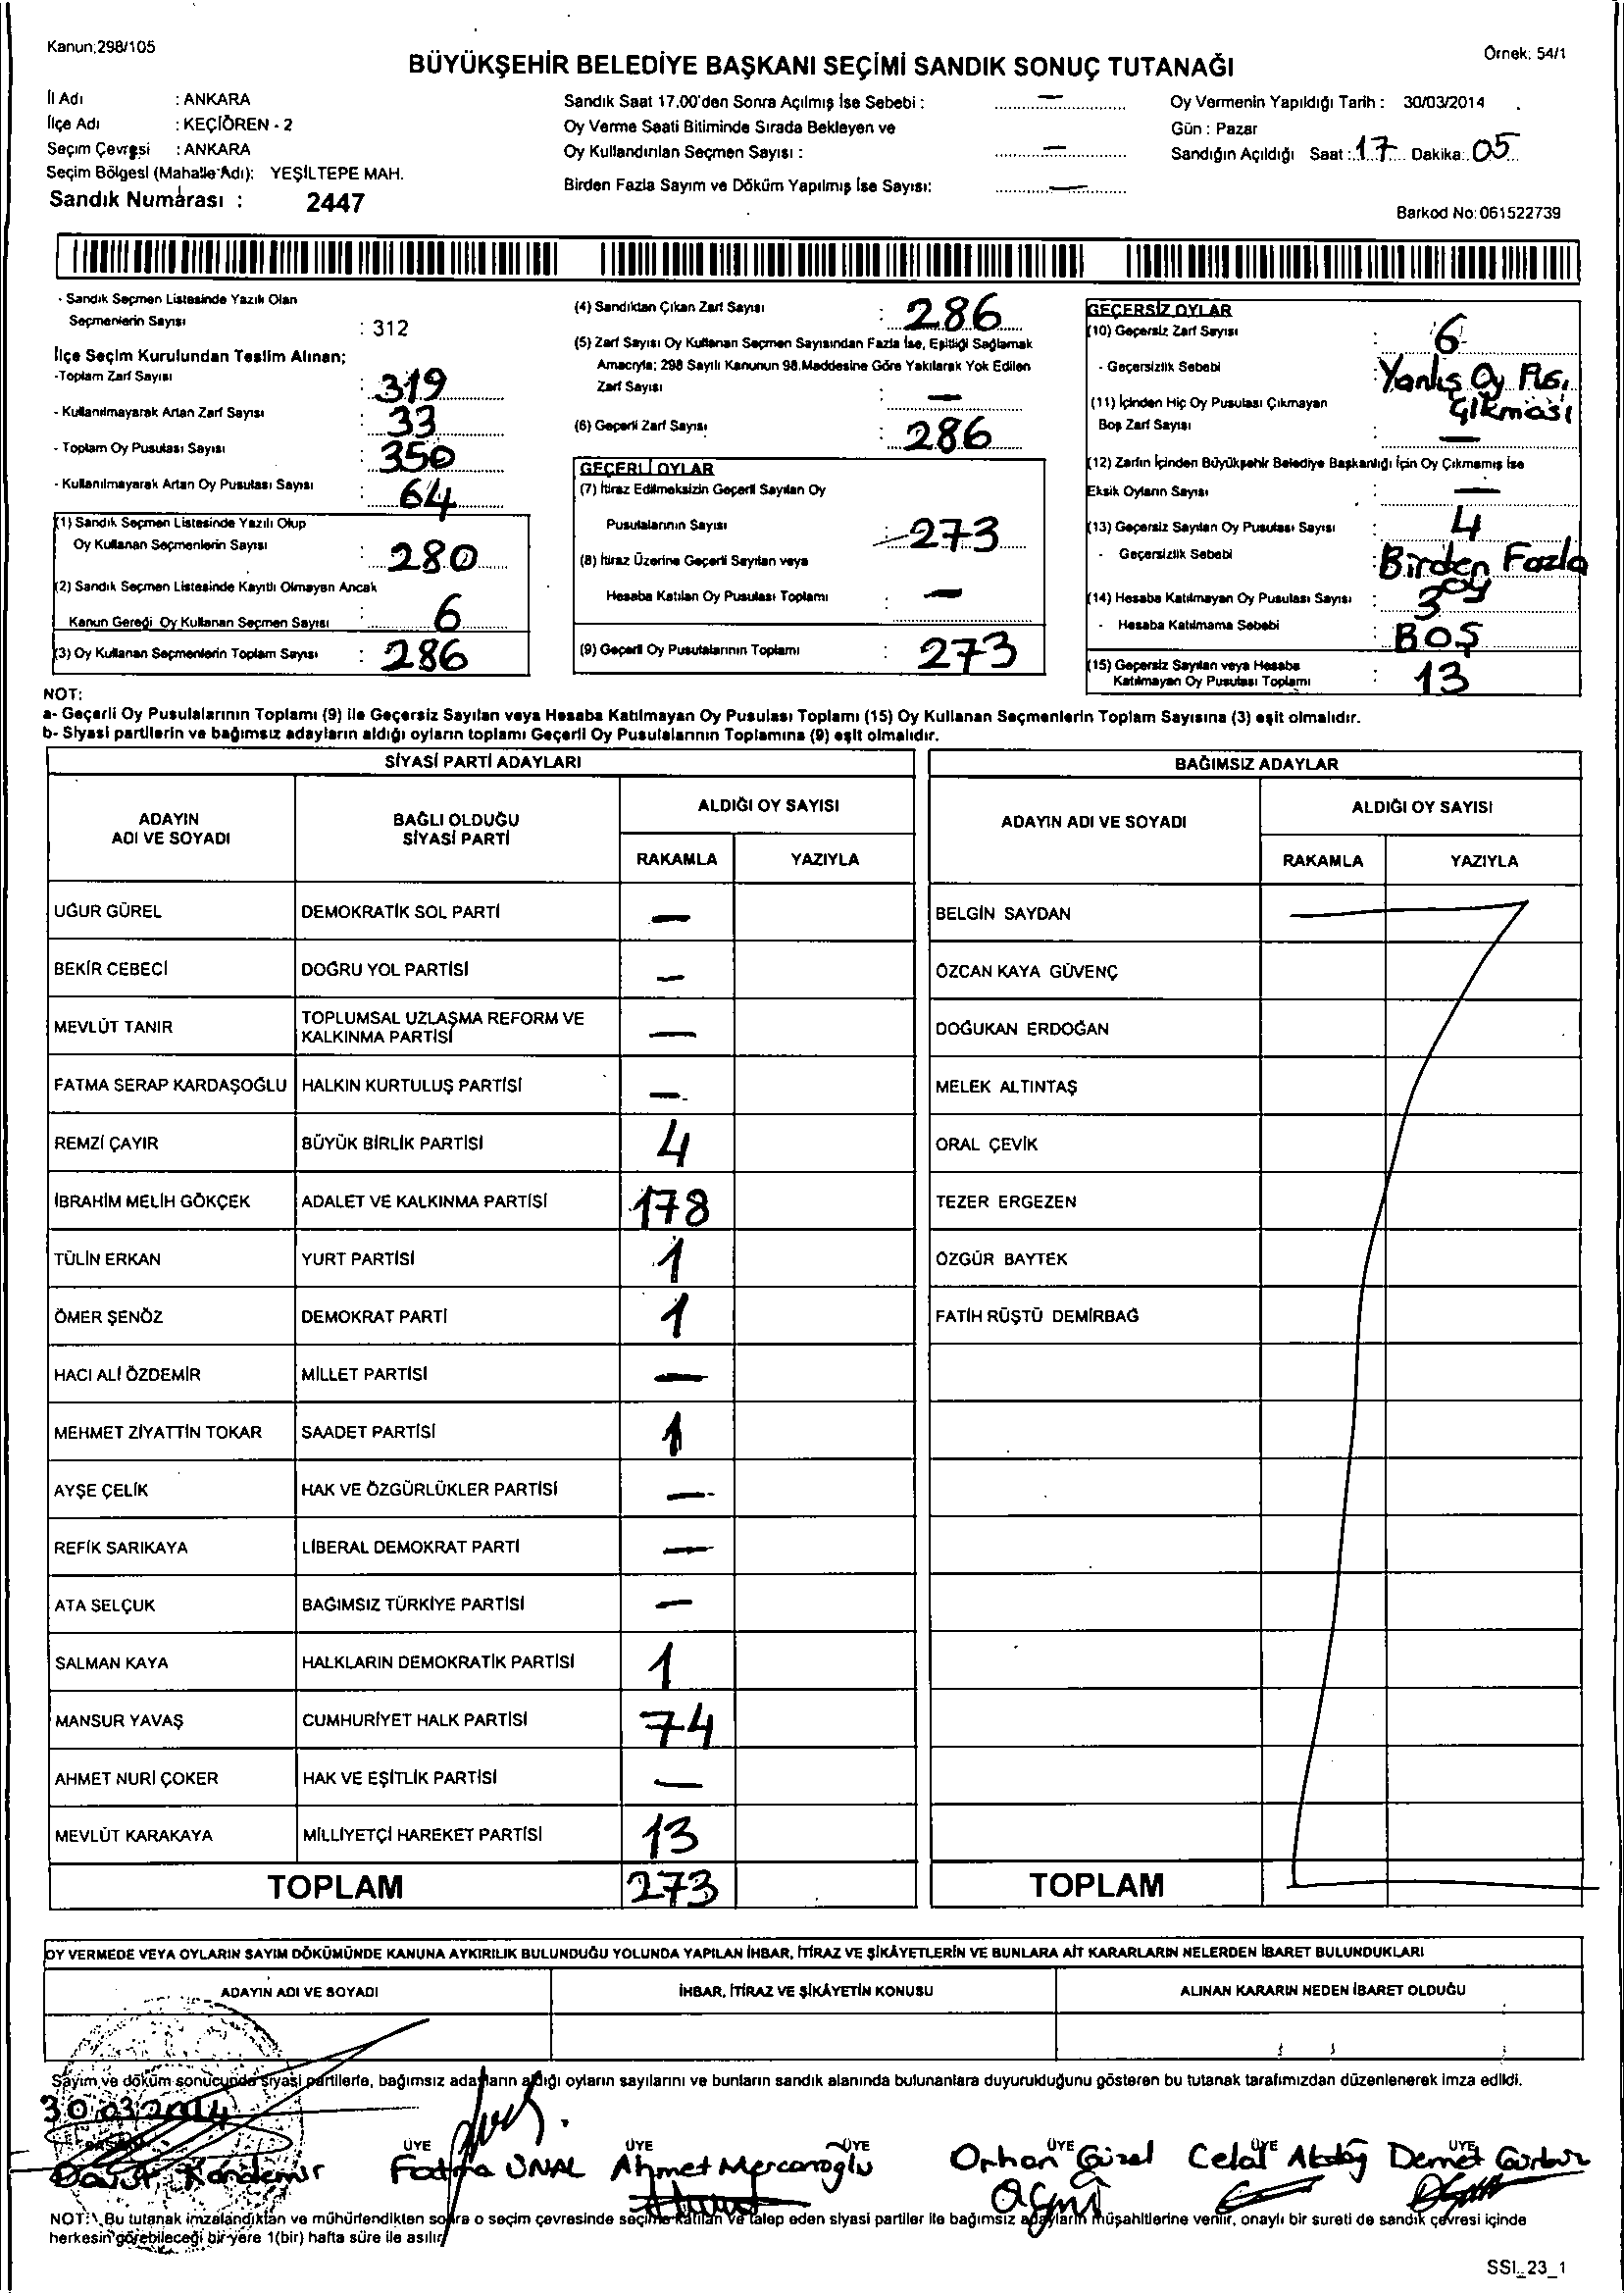 Kanun;298/105
Örnek: 54/1
BÜYÜKŞEHİR BELEDİYE BAŞKANI SEÇİMİ SANDIK SONUÇ TUTANAĞI
İl Adı : ANKARA
İlçe Adı : KEÇİÖREN - 2
Seçim Çevresi : ANKARA
Seçim Bölgesi (Mahalle Adı): YEŞİLTEPE MAH.
Sandık Numarası : 2447
Sandık Saat 17.00'den Sonra Açılmış İse Sebebi : —
Oy Verme Saati Bitiminde Sırada Bekleyen ve
Oy Kullandırılan Seçmen Sayısı : —
Birden Fazla Sayım ve Döküm Yapılmış İse Sayısı: —
Oy Vermenin Yapıldığı Tarih : 30/03/2014
Gün : Pazar
Sandığın Açıldığı Saat : 17 Dakika: 05
Barkod No: 061522739
- Sandık Seçmen Listesinde Yazılı Olan
Seçmenlerin Sayısı : 312
İlçe Seçim Kurulundan Teslim Alınan;
-Toplam Zarf Sayısı : 319
- Kullanılmayarak Artan Zarf Sayısı : 33
- Toplam Oy Pusulası Sayısı : 350
- Kullanılmayarak Artan Oy Pusulası Sayısı : 64
(1) Sandık Seçmen Listesinde Yazılı Olup
Oy Kullanan Seçmenlerin Sayısı : 280
(2) Sandık Seçmen Listesinde Kayıtlı Olmayan Ancak
Kanun Gereği Oy Kullanan Seçmen Sayısı : 6
(3) Oy Kullanan Seçmenlerin Toplam Sayısı : 286
(4) Sandıktan Çıkan Zarf Sayısı : 286
(5) Zarf Sayısı Oy Kullanan Seçmen Sayısından Fazla İse, Eşitliği Sağlamak
Amacıyla; 298 Sayılı Kanunun 98.Maddesine Göre Yakılarak Yok Edilen
Zarf Sayısı : —
(6) Geçerli Zarf Sayısı : 286
GEÇERLİ OYLAR
(7) İtiraz Edilmeksizin Geçerli Sayılan Oy
Pusulalarının Sayısı : 273
(8) İtiraz Üzerine Geçerli Sayılan veya
Hesaba Katılan Oy Pusulası Toplamı : —
(9) Geçerli Oy Pusulalarının Toplamı : 273
GEÇERSİZ OYLAR
(10) Geçersiz Zarf Sayısı : 6
- Geçersizlik Sebebi : Yanlış Oy Pus.
Çıkması
(11) İçinden Hiç Oy Pusulası Çıkmayan
Boş Zarf Sayısı : —
(12) Zarfın İçinden Büyükşehir Belediye Başkanlığı İçin Oy Çıkmamış İse
Eksik Oyların Sayısı : —
(13) Geçersiz Sayılan Oy Pusulası Sayısı : 4
- Geçersizlik Sebebi : Birden Fazla
Oy
(14) Hesaba Katılmayan Oy Pusulası Sayısı : 3
- Hesaba Katılmama Sebebi : BOŞ
(15) Geçersiz Sayılan veya Hesaba
Katılmayan Oy Pusulası Toplamı : 13
NOT:
a- Geçerli Oy Pusulalarının Toplamı (9) ile Geçersiz Sayılan veya Hesaba Katılmayan Oy Pusulası Toplamı (15) Oy Kullanan Seçmenlerin Toplam Sayısına (3) eşit olmalıdır.
b- Siyasi partilerin ve bağımsız adayların aldığı oyların toplamı Geçerli Oy Pusulalarının Toplamına (9) eşit olmalıdır.
SİYASİ PARTİ ADAYLARI
ADAYIN ADI VE SOYADI
BAĞLI OLDUĞU SİYASİ PARTİ
ALDIĞI OY SAYISI
RAKAMLA YAZIYLA
UĞUR GÜREL DEMOKRATİK SOL PARTİ —
BEKİR CEBECİ DOĞRU YOL PARTİSİ —
MEVLÜT TANIR TOPLUMSAL UZLAŞMA REFORM VE KALKINMA PARTİSİ —
FATMA SERAP KARDAŞOĞLU HALKIN KURTULUŞ PARTİSİ —
REMZİ ÇAYIR BÜYÜK BİRLİK PARTİSİ 4
İBRAHİM MELİH GÖKÇEK ADALET VE KALKINMA PARTİSİ 178
TÜLİN ERKAN YURT PARTİSİ 1
ÖMER ŞENÖZ DEMOKRAT PARTİ 1
HACI ALİ ÖZDEMİR MİLLET PARTİSİ —
MEHMET ZİYATTİN TOKAR SAADET PARTİSİ 1
AYŞE ÇELİK HAK VE ÖZGÜRLÜKLER PARTİSİ —
REFİK SARIKAYA LİBERAL DEMOKRAT PARTİ —
ATA SELÇUK BAĞIMSIZ TÜRKİYE PARTİSİ —
SALMAN KAYA HALKLARIN DEMOKRATİK PARTİSİ 1
MANSUR YAVAŞ CUMHURİYET HALK PARTİSİ 74
AHMET NURİ ÇOKER HAK VE EŞİTLİK PARTİSİ —
MEVLÜT KARAKAYA MİLLİYETÇİ HAREKET PARTİSİ 13
TOPLAM 273
BAĞIMSIZ ADAYLAR
ADAYIN ADI VE SOYADI
ALDIĞI OY SAYISI
RAKAMLA YAZIYLA
BELGİN SAYDAN
ÖZCAN KAYA GÜVENÇ
DOĞUKAN ERDOĞAN
MELEK ALTINTAŞ
ORAL ÇEVİK
TEZER ERGEZEN
ÖZGÜR BAYTEK
FATİH RÜŞTÜ DEMİRBAĞ
TOPLAM
OY VERMEDE VEYA OYLARIN SAYIM DÖKÜMÜNDE KANUNA AYKIRILIK BULUNDUĞU YOLUNDA YAPILAN İHBAR, İTİRAZ VE ŞİKÂYETLERİN VE BUNLARA AİT KARARLARIN NELERDEN İBARET BULUNDUKLARI
ADAYIN ADI VE SOYADI İHBAR, İTİRAZ VE ŞİKÂYETİN KONUSU ALINAN KARARIN NEDEN İBARET OLDUĞU
Sayım ve döküm sonucunda siyasi partilerle, bağımsız adayların aldığı oyların sayılarını ve bunların sandık alanında bulunanlara duyurulduğunu gösteren bu tutanak tarafımızdan düzenlenerek imza edildi.
30 03 2014
BAŞKAN ÜYE ÜYE ÜYE ÜYE ÜYE ÜYE
Kandemir Fatma ÜNAL Ahmet Mercanoğlu Orhan Güzel Celal Demet Gürbüz
NOT: Bu tutanak imzalandıktan ve mühürlendikten sonra o seçim çevresinde seçime katılan ve talep eden siyasi partiler ile bağımsız adayların müşahitlerine verilir, onaylı bir sureti de sandık çevresi içinde
herkesin görebileceği bir yere 1(bir) hafta süre ile asılır
SSI_23_1